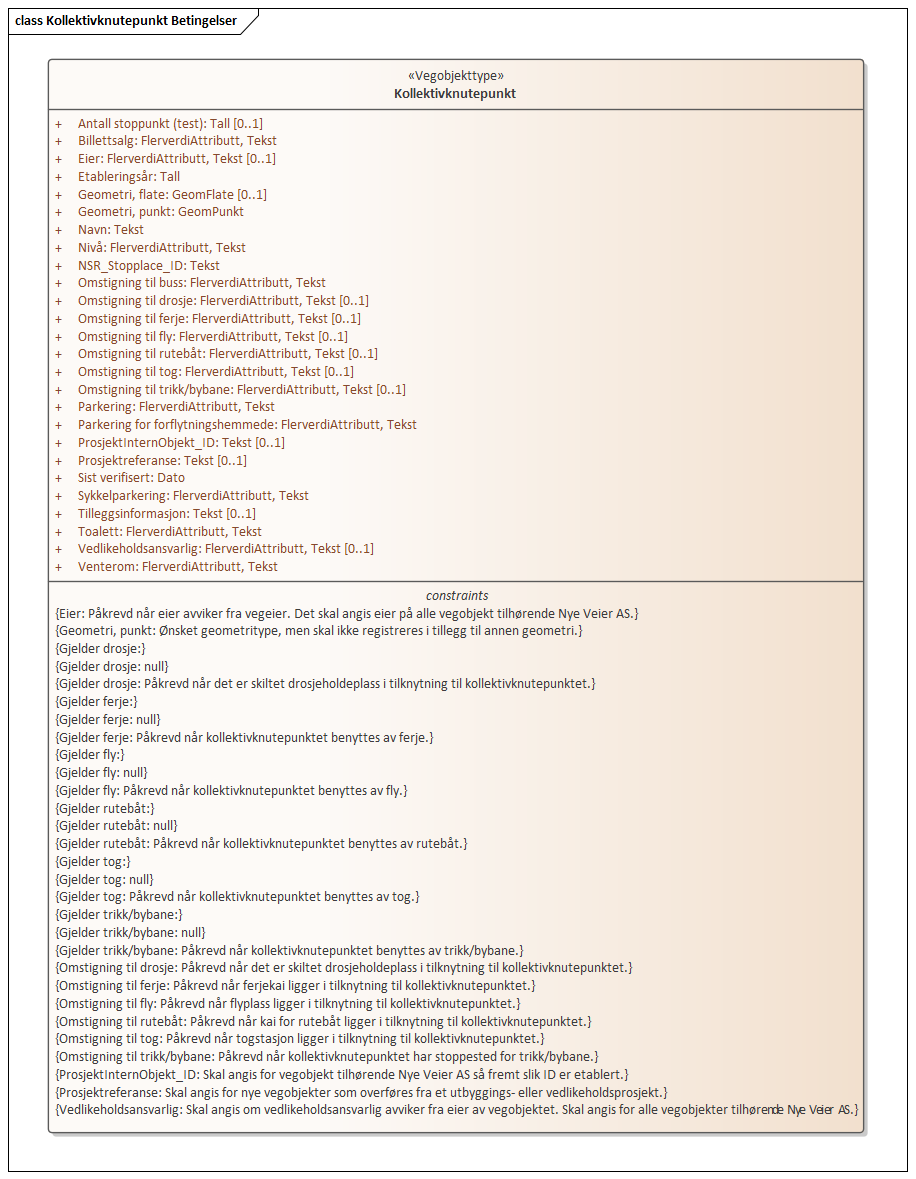 class Kollektivknutepunkt Betingelser
«Vegobjekttype»
Kollektivknutepunkt
+ Antall stoppunkt (test): Tall [0..1]
+ Billettsalg: FlerverdiAttributt, Tekst
+ Eier: FlerverdiAttributt, Tekst [0..1]
+ Etableringsår: Tall
+ Geometri, flate: GeomFlate [0..1]
+ Geometri, punkt: GeomPunkt
+ Navn: Tekst
+ Nivå: FlerverdiAttributt, Tekst
+ NSR_Stopplace_ID: Tekst
+ Omstigning til buss: FlerverdiAttributt, Tekst
+ Omstigning til drosje: FlerverdiAttributt, Tekst [0..1]
+ Omstigning til ferje: FlerverdiAttributt, Tekst [0..1]
+ Omstigning til fly: FlerverdiAttributt, Tekst [0..1]
+ Omstigning til rutebåt: FlerverdiAttributt, Tekst [0..1]
+ Omstigning til tog: FlerverdiAttributt, Tekst [0..1]
+ Omstigning til trikk/bybane: FlerverdiAttributt, Tekst [0..1]
+ Parkering: FlerverdiAttributt, Tekst
+ Parkering for forflytningshemmede: FlerverdiAttributt, Tekst
+ ProsjektInternObjekt_ID: Tekst [0..1]
+ Prosjektreferanse: Tekst [0..1]
+ Sist verifisert: Dato
+ Sykkelparkering: FlerverdiAttributt, Tekst
+ Tilleggsinformasjon: Tekst [0..1]
+ Toalett: FlerverdiAttributt, Tekst
+ Vedlikeholdsansvarlig: FlerverdiAttributt, Tekst [0..1]
+ Venterom: FlerverdiAttributt, Tekst
constraints
{Eier: Påkrevd når eier avviker fra vegeier. Det skal angis eier på alle vegobjekt tilhørende Nye Veier AS.}
{Geometri, punkt: Ønsket geometritype, men skal ikke registreres i tillegg til annen geometri.}
{Gjelder drosje:}
{Gjelder drosje: null}
{Gjelder drosje: Påkrevd når det er skiltet drosjeholdeplass i tilknytning til kollektivknutepunktet.}
{Gjelder ferje:}
{Gjelder ferje: null}
{Gjelder ferje: Påkrevd når kollektivknutepunktet benyttes av ferje.}
{Gjelder fly:}
{Gjelder fly: null}
{Gjelder fly: Påkrevd når kollektivknutepunktet benyttes av fly.}
{Gjelder rutebåt:}
{Gjelder rutebåt: null}
{Gjelder rutebåt: Påkrevd når kollektivknutepunktet benyttes av rutebåt.}
{Gjelder tog:}
{Gjelder tog: null}
{Gjelder tog: Påkrevd når kollektivknutepunktet benyttes av tog.}
{Gjelder trikk/bybane:}
{Gjelder trikk/bybane: null}
{Gjelder trikk/bybane: Påkrevd når kollektivknutepunktet benyttes av trikk/bybane.}
{Omstigning til drosje: Påkrevd når det er skiltet drosjeholdeplass i tilknytning til kollektivknutepunktet.}
{Omstigning til ferje: Påkrevd når ferjekai ligger i tilknytning til kollektivknutepunktet.}
{Omstigning til fly: Påkrevd når flyplass ligger i tilknytning til kollektivknutepunktet.}
{Omstigning til rutebåt: Påkrevd når kai for rutebåt ligger i tilknytning til kollektivknutepunktet.}
{Omstigning til tog: Påkrevd når togstasjon ligger i tilknytning til kollektivknutepunktet.}
{Omstigning til trikk/bybane: Påkrevd når kollektivknutepunktet har stoppested for trikk/bybane.}
{ProsjektInternObjekt_ID: Skal angis for vegobjekt tilhørende Nye Veier AS så fremt slik ID er etablert.}
{Prosjektreferanse: Skal angis for nye vegobjekter som overføres fra et utbyggings- eller vedlikeholdsprosjekt.}
{Vedlikeholdsansvarlig: Skal angis om vedlikeholdsansvarlig avviker fra eier av vegobjektet. Skal angis for alle vegobjekter tilhørende Nye Veier AS.}